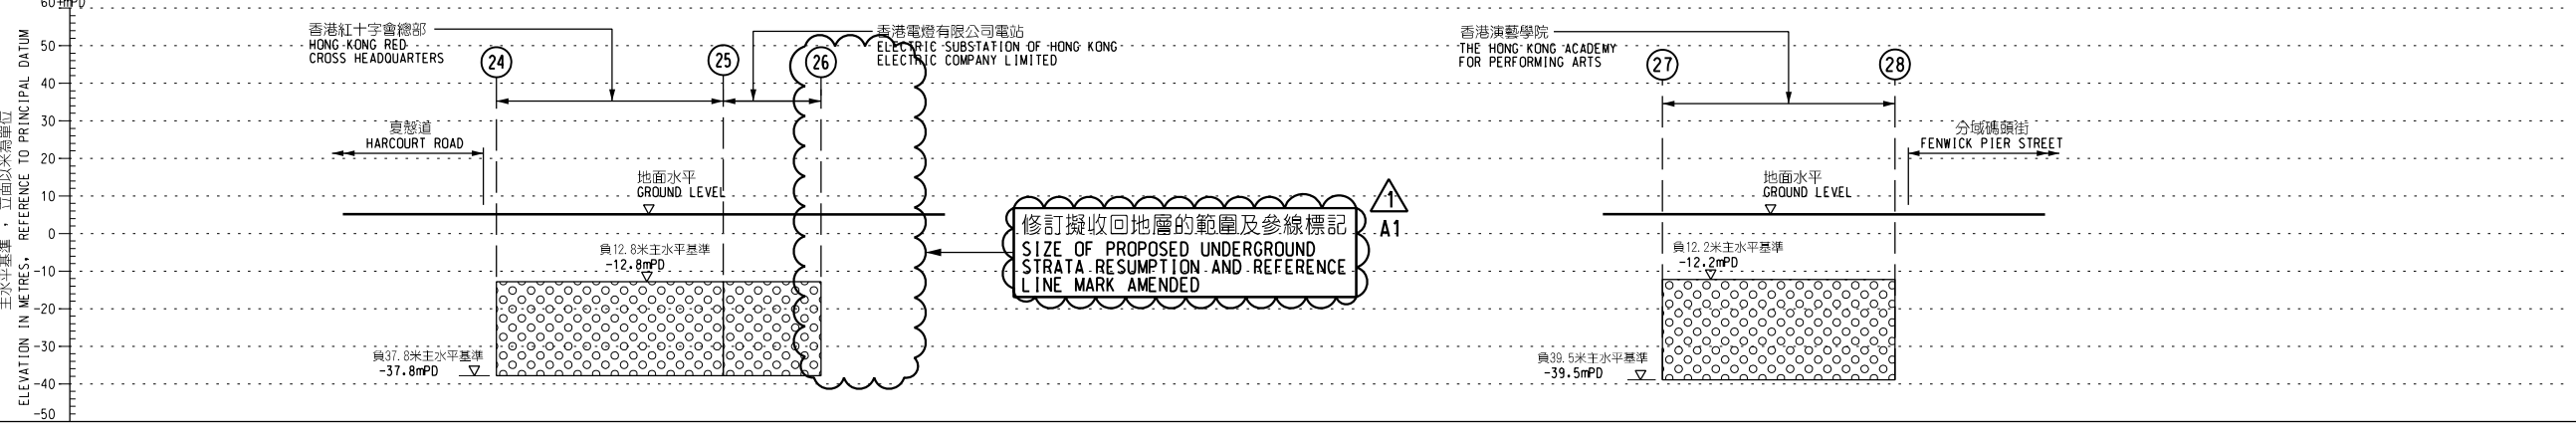 60+mPD
50
40
30
20
10
0
-10
-20
-30
-40
-50
ELEVATION IN METRES, REFERENCE TO PRINCIPAL DATUM
主水平基準，立面以米為單位
香港紅十字會總部
HONG KONG RED
CROSS HEADQUARTERS
24
25
26
香港電燈有限公司電站
ELECTRIC SUBSTATION OF HONG KONG
ELECTRIC COMPANY LIMITED
夏慤道
HARCOURT ROAD
地面水平
GROUND LEVEL
負12.8米主水平基準
-12.8mPD
負37.8米主水平基準
-37.8mPD
修訂擬收回地層的範圍及參線標記
SIZE OF PROPOSED UNDERGROUND
STRATA RESUMPTION AND REFERENCE
LINE MARK AMENDED
1
A1
香港演藝學院
THE HONG KONG ACADEMY
FOR PERFORMING ARTS
27
28
分域碼頭街
FENWICK PIER STREET
地面水平
GROUND LEVEL
負12.2米主水平基準
-12.2mPD
負39.5米主水平基準
-39.5mPD